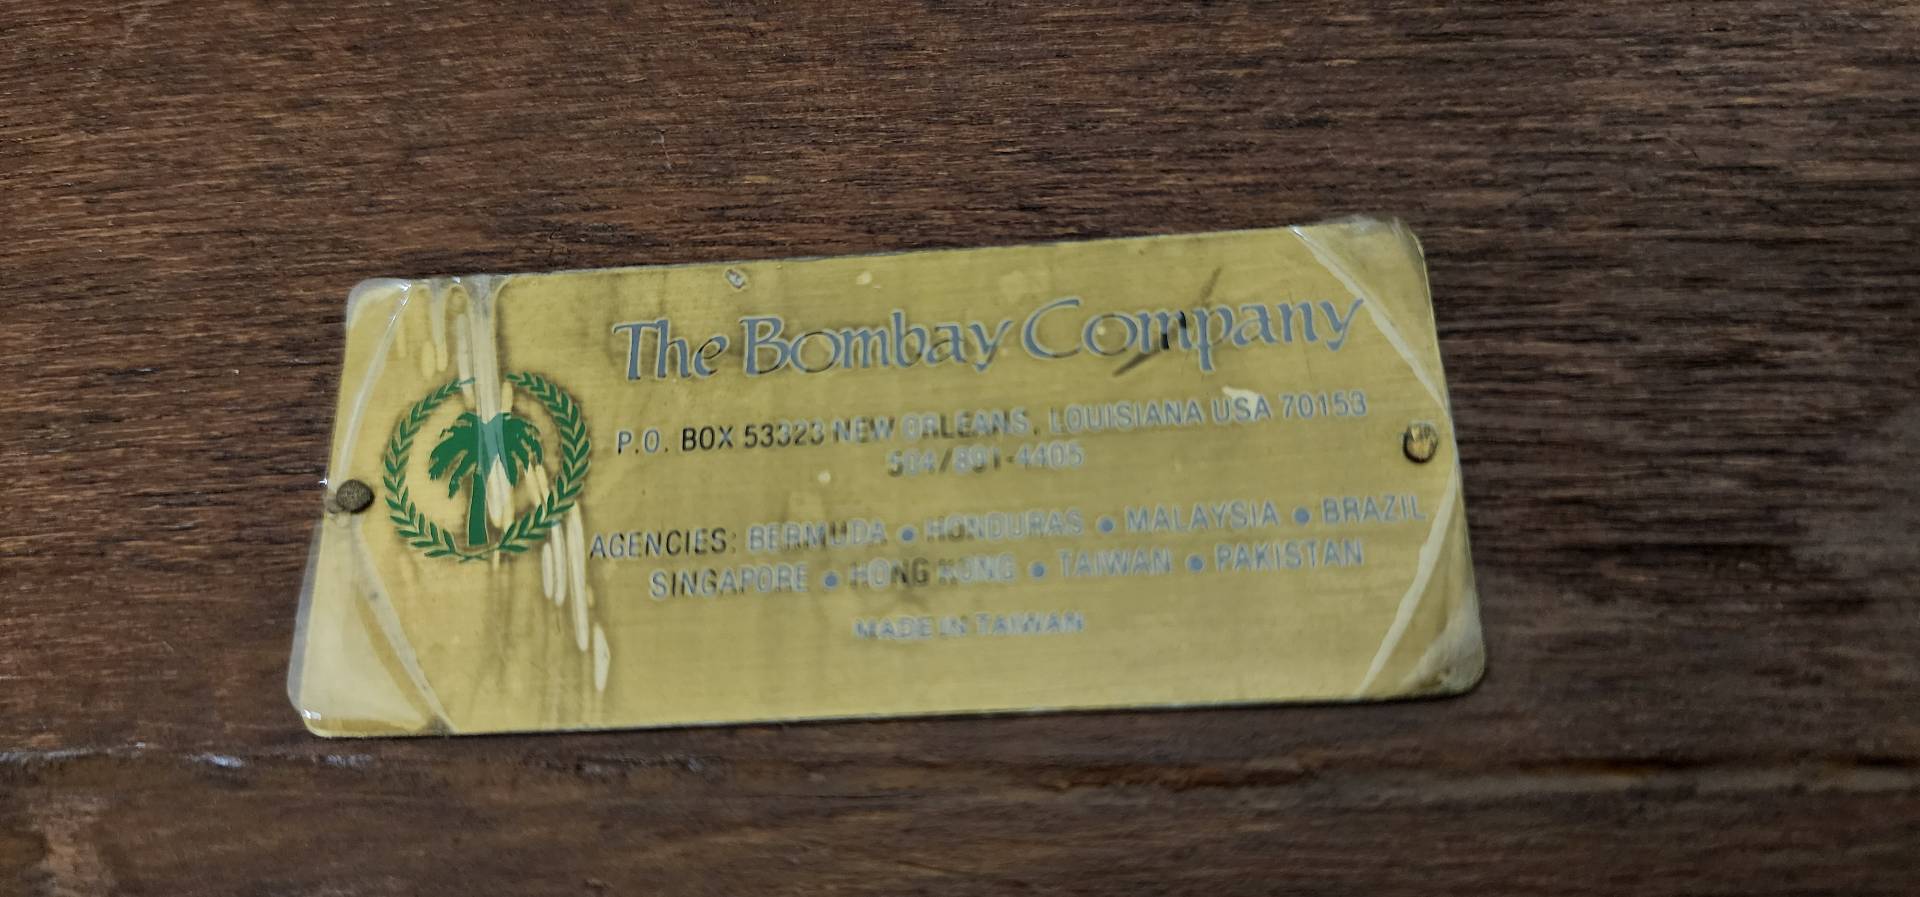 The Bombay Company
P.O. BOX 53323 NEW ORLEANS, LOUISIANA USA 70153
504/891-4405
AGENCIES: BERMUDA • HONDURAS • MALAYSIA • BRAZIL
SINGAPORE • HONG KONG • TAIWAN • PAKISTAN
MADE IN TAIWAN